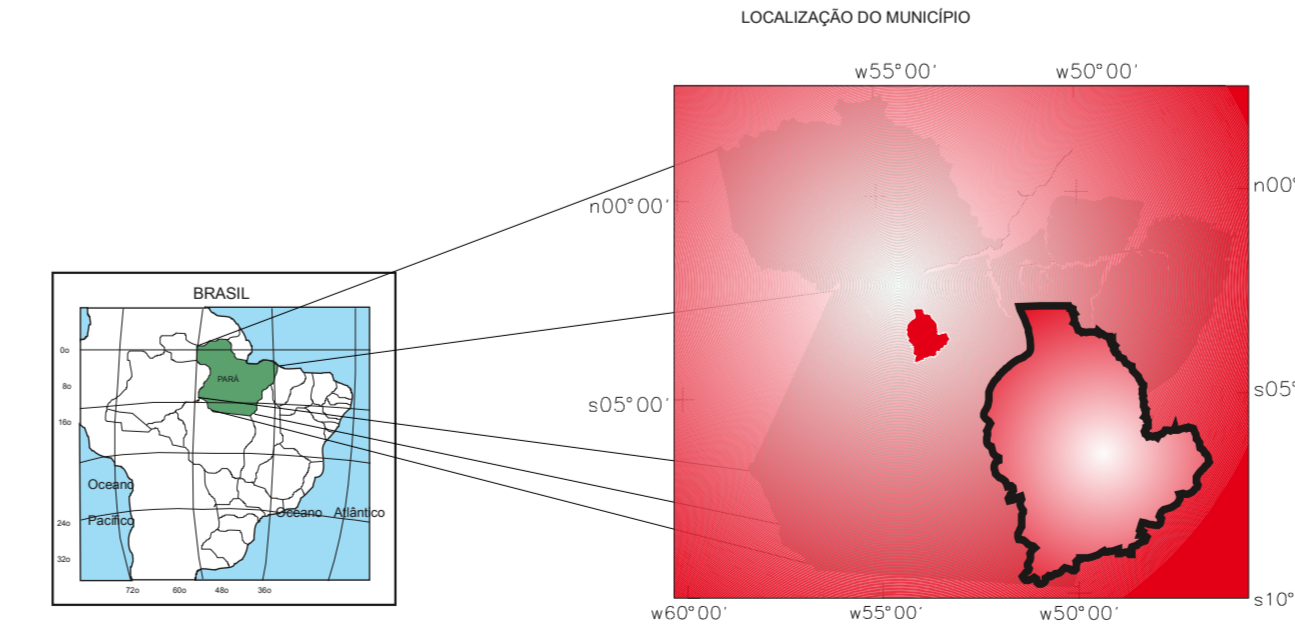 LOCALIZAÇÃO DO MUNICÍPIO
w55°00' w50°00'
n00°00' n00°
s05°00' s05°
s10°
w60°00' w55°00' w50°00'
BRASIL
PARÁ
0o
8o
16o
24o
32o
Oceano
Pacífico
Oceano Atlântico
72o 60o 48o 36o